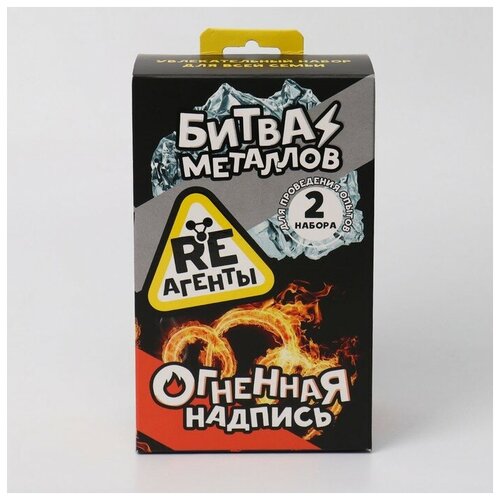 УВЛЕКАТЕЛЬНЫЙ НАБОР
ДЛЯ ВСЕЙ СЕМЬИ
БИТВА
МЕТАЛЛОВ
ДЛЯ ПРОВЕДЕНИЯ ОПЫТОВ
2
НАБОРА
RE
АГЕНТЫ
ОГНЕННАЯ
НАДПИСЬ